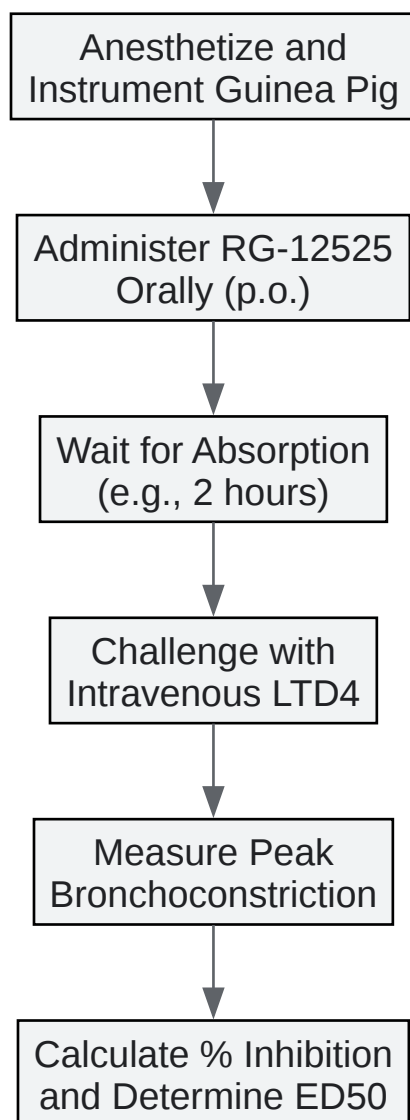 Anesthetize and
Instrument Guinea Pig
Administer RG-12525
Orally (p.o.)
Wait for Absorption
(e.g., 2 hours)
Challenge with
Intravenous LTD4
Measure Peak
Bronchoconstriction
Calculate % Inhibition
and Determine ED50